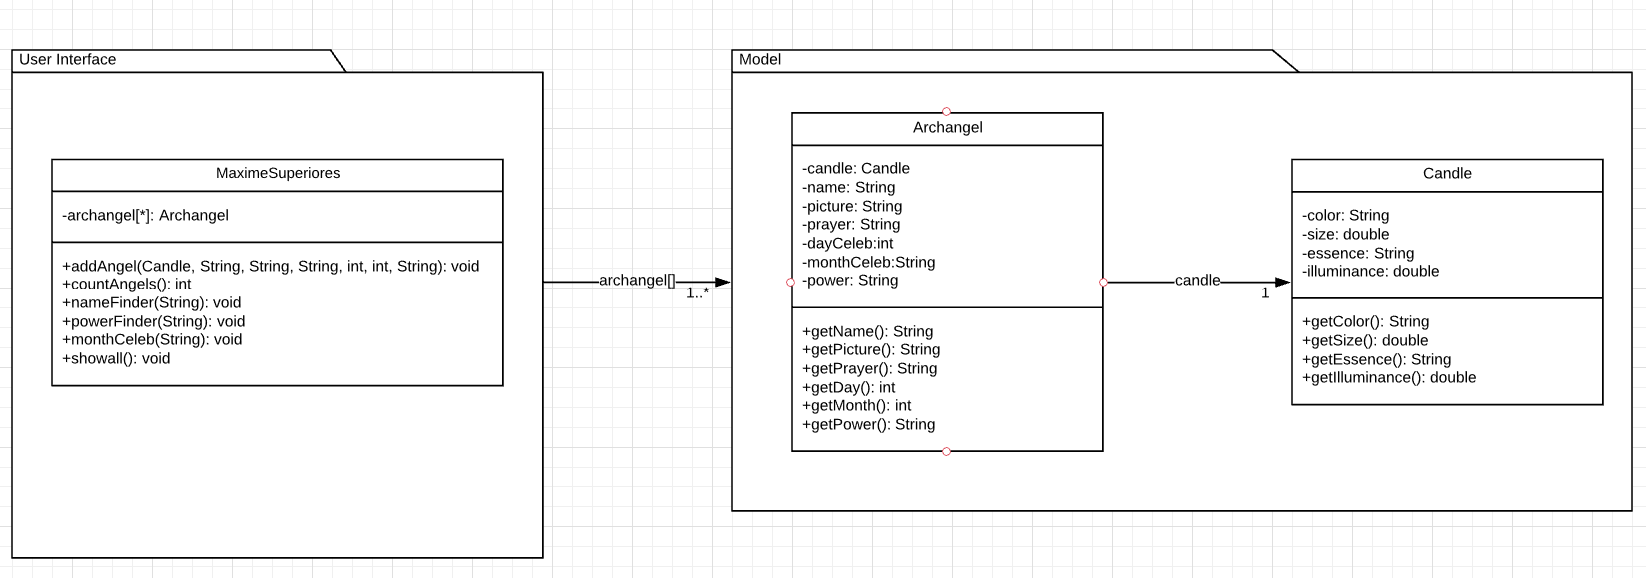 User Interface
MaximeSuperiores
-archangel[*]: Archangel
+addAngel(Candle, String, String, String, int, int, String): void
+countAngels(): int
+nameFinder(String): void
+powerFinder(String): void
+monthCeleb(String): void
+showall(): void
archangel[]
1..*
Model
Archangel
-candle: Candle
-name: String
-picture: String
-prayer: String
-dayCeleb:int
-monthCeleb:String
-power: String
+getName(): String
+getPicture(): String
+getPrayer(): String
+getDay(): int
+getMonth(): int
+getPower(): String
candle
1
Candle
-color: String
-size: double
-essence: String
-illuminance: double
+getColor(): String
+getSize(): double
+getEssence(): String
+getIlluminance(): double